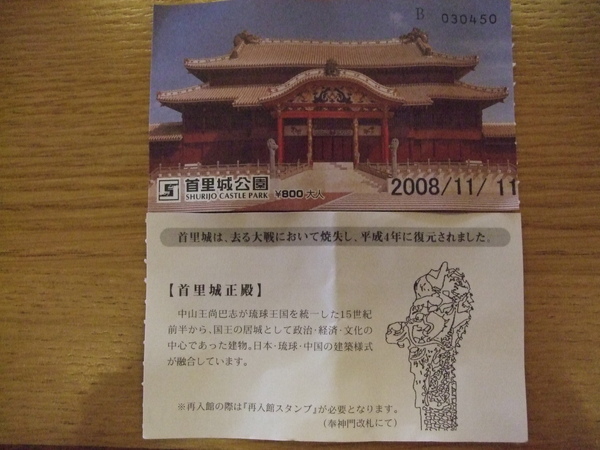 B 030450
首里城公園
SHURIJO CASTLE PARK
¥800 大人
2008/11/11
首里城は、去る大戦において焼失し、平成4年に復元されました。
【首里城正殿】
中山王尚巴志が琉球王国を統一した15世紀
前半から、国王の居城として政治・経済・文化の
中心であった建物。日本・琉球・中国の建築様式
が融合しています。
※再入館の際は「再入館スタンプ」が必要となります。
（奉神門改札にて）